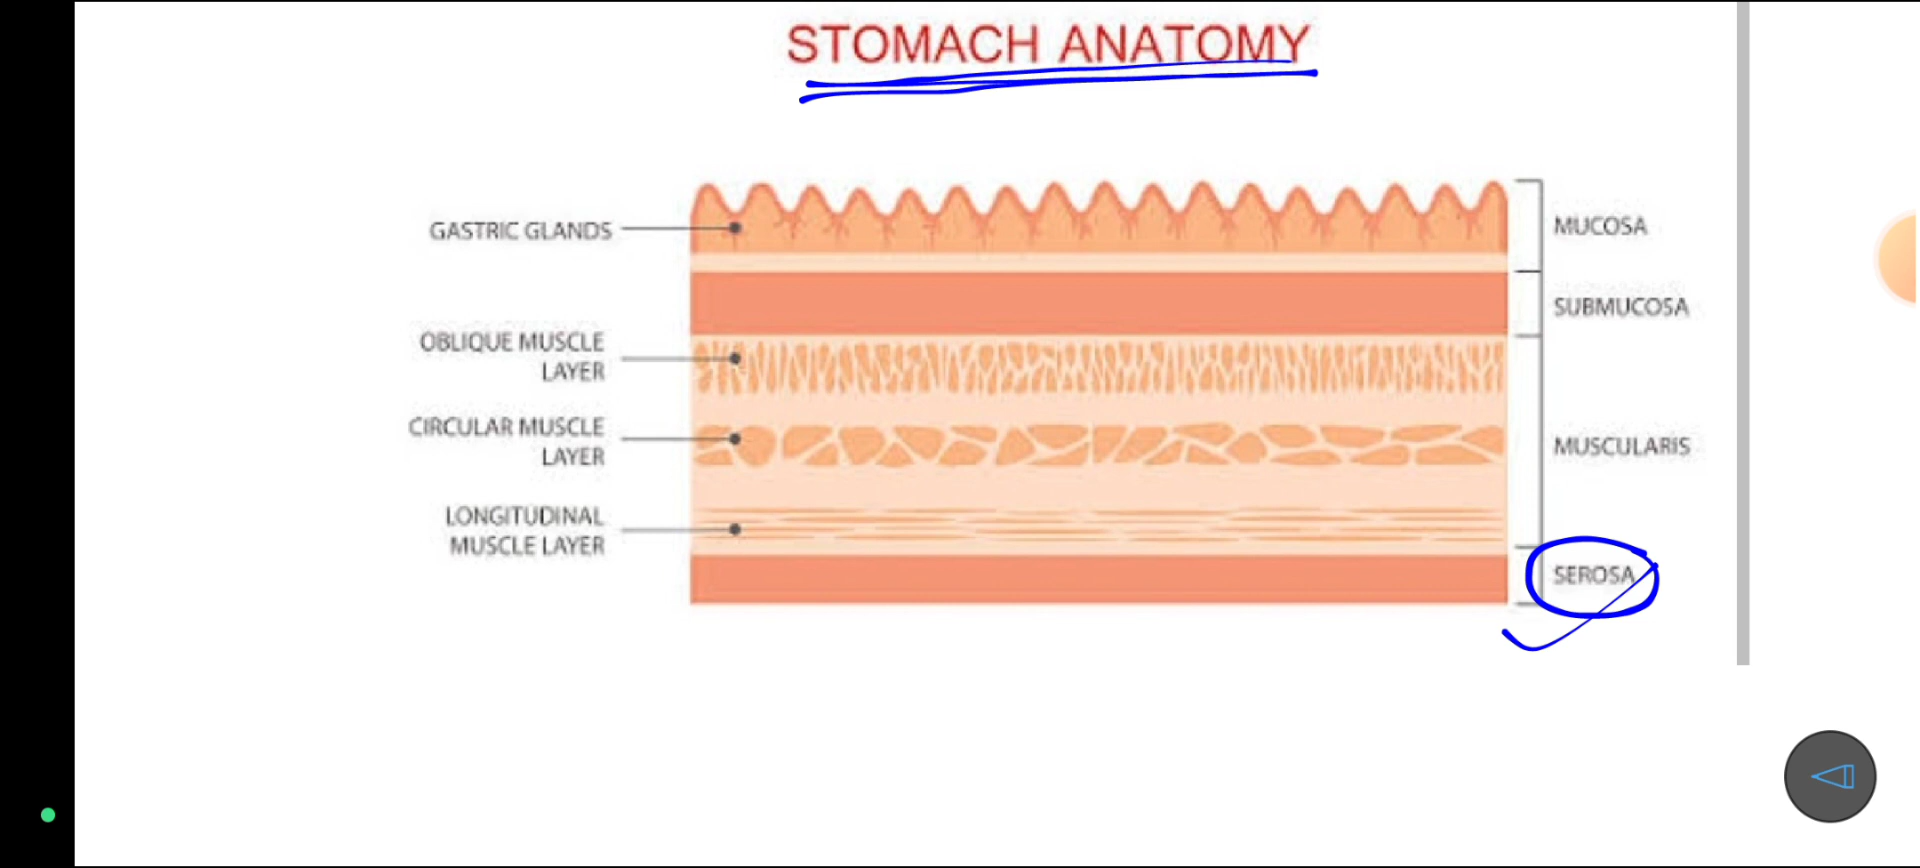 STOMACH ANATOMY
GASTRIC GLANDS
OBLIQUE MUSCLE
LAYER
CIRCULAR MUSCLE
LAYER
LONGITUDINAL
MUSCLE LAYER
MUCOSA
SUBMUCOSA
MUSCULARIS
SEROSA